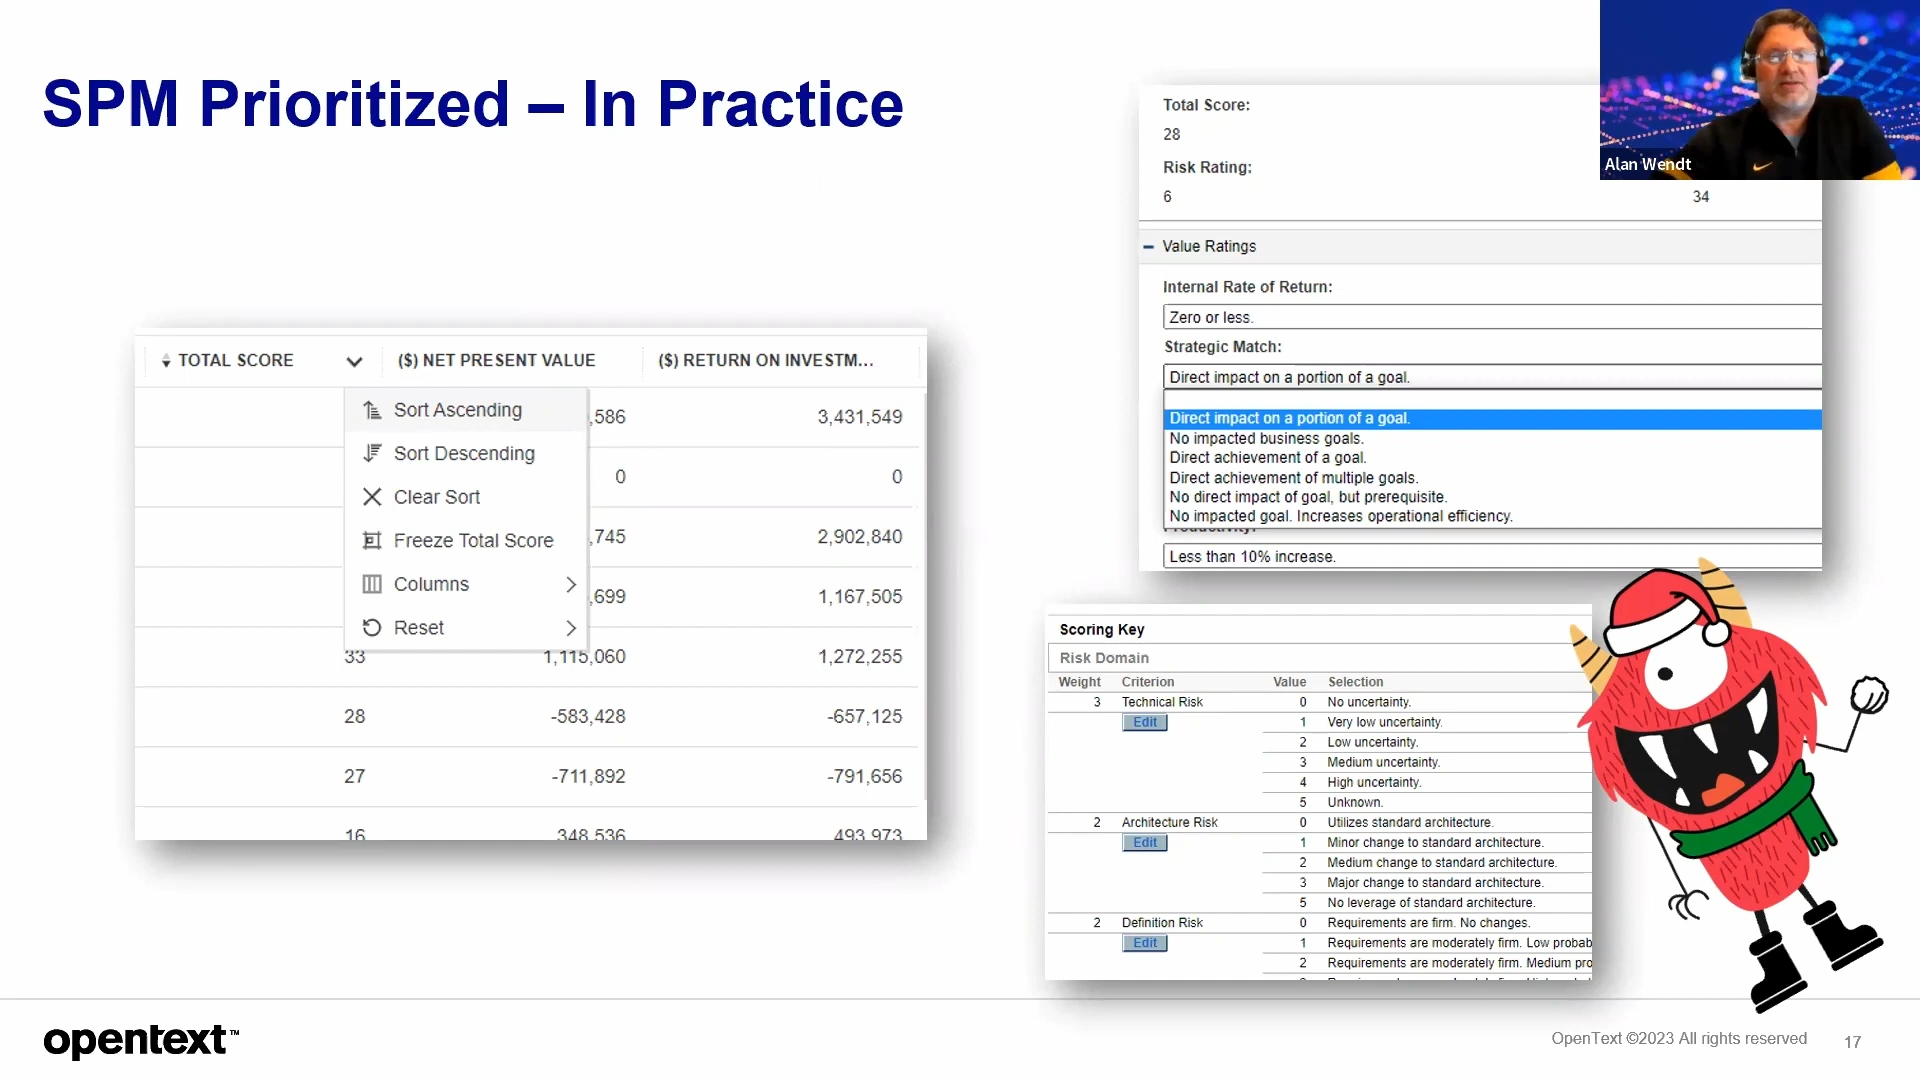 SPM Prioritized – In Practice
Alan Wendt
Total Score:
28
Risk Rating:
6
34
Value Ratings
Internal Rate of Return:
Zero or less.
Strategic Match:
Direct impact on a portion of a goal.
Direct impact on a portion of a goal.
No impacted business goals.
Direct achievement of a goal.
Direct achievement of multiple goals.
No direct impact of goal, but prerequisite.
No impacted goal. Increases operational efficiency.
Productivity:
Less than 10% increase.
TOTAL SCORE ($) NET PRESENT VALUE ($) RETURN ON INVESTM...
Sort Ascending ,586 3,431,549
Sort Descending
0 0
Clear Sort
Freeze Total Score ,745 2,902,840
Columns ,699 1,167,505
Reset
33 1,115,060 1,272,255
28 -583,428 -657,125
27 -711,892 -791,656
16 348,536 493,973
Scoring Key
Risk Domain
Weight Criterion Value Selection
3 Technical Risk 0 No uncertainty.
Edit 1 Very low uncertainty.
2 Low uncertainty.
3 Medium uncertainty.
4 High uncertainty.
5 Unknown.
2 Architecture Risk 0 Utilizes standard architecture.
Edit 1 Minor change to standard architecture.
2 Medium change to standard architecture.
3 Major change to standard architecture.
5 No leverage of standard architecture.
2 Definition Risk 0 Requirements are firm. No changes.
Edit 1 Requirements are moderately firm. Low probab
2 Requirements are moderately firm. Medium pro
opentext™
OpenText ©2023 All rights reserved 17